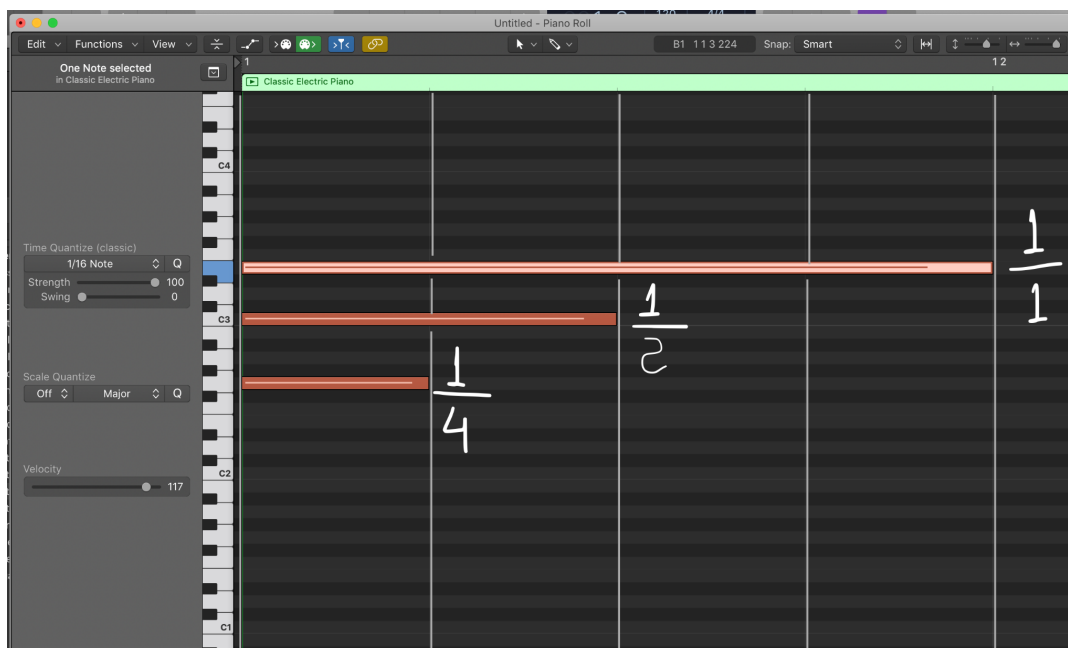 Untitled - Piano Roll
Edit Functions View
B1 1 1 3 224 Snap: Smart
One Note selected
in Classic Electric Piano
1
1 2
Classic Electric Piano
C4
Time Quantize (classic)
1/16 Note Q
Strength 100
Swing 0
1
1
C3
1
2
Scale Quantize
Off Major Q
1
4
Velocity
117
C2
C1